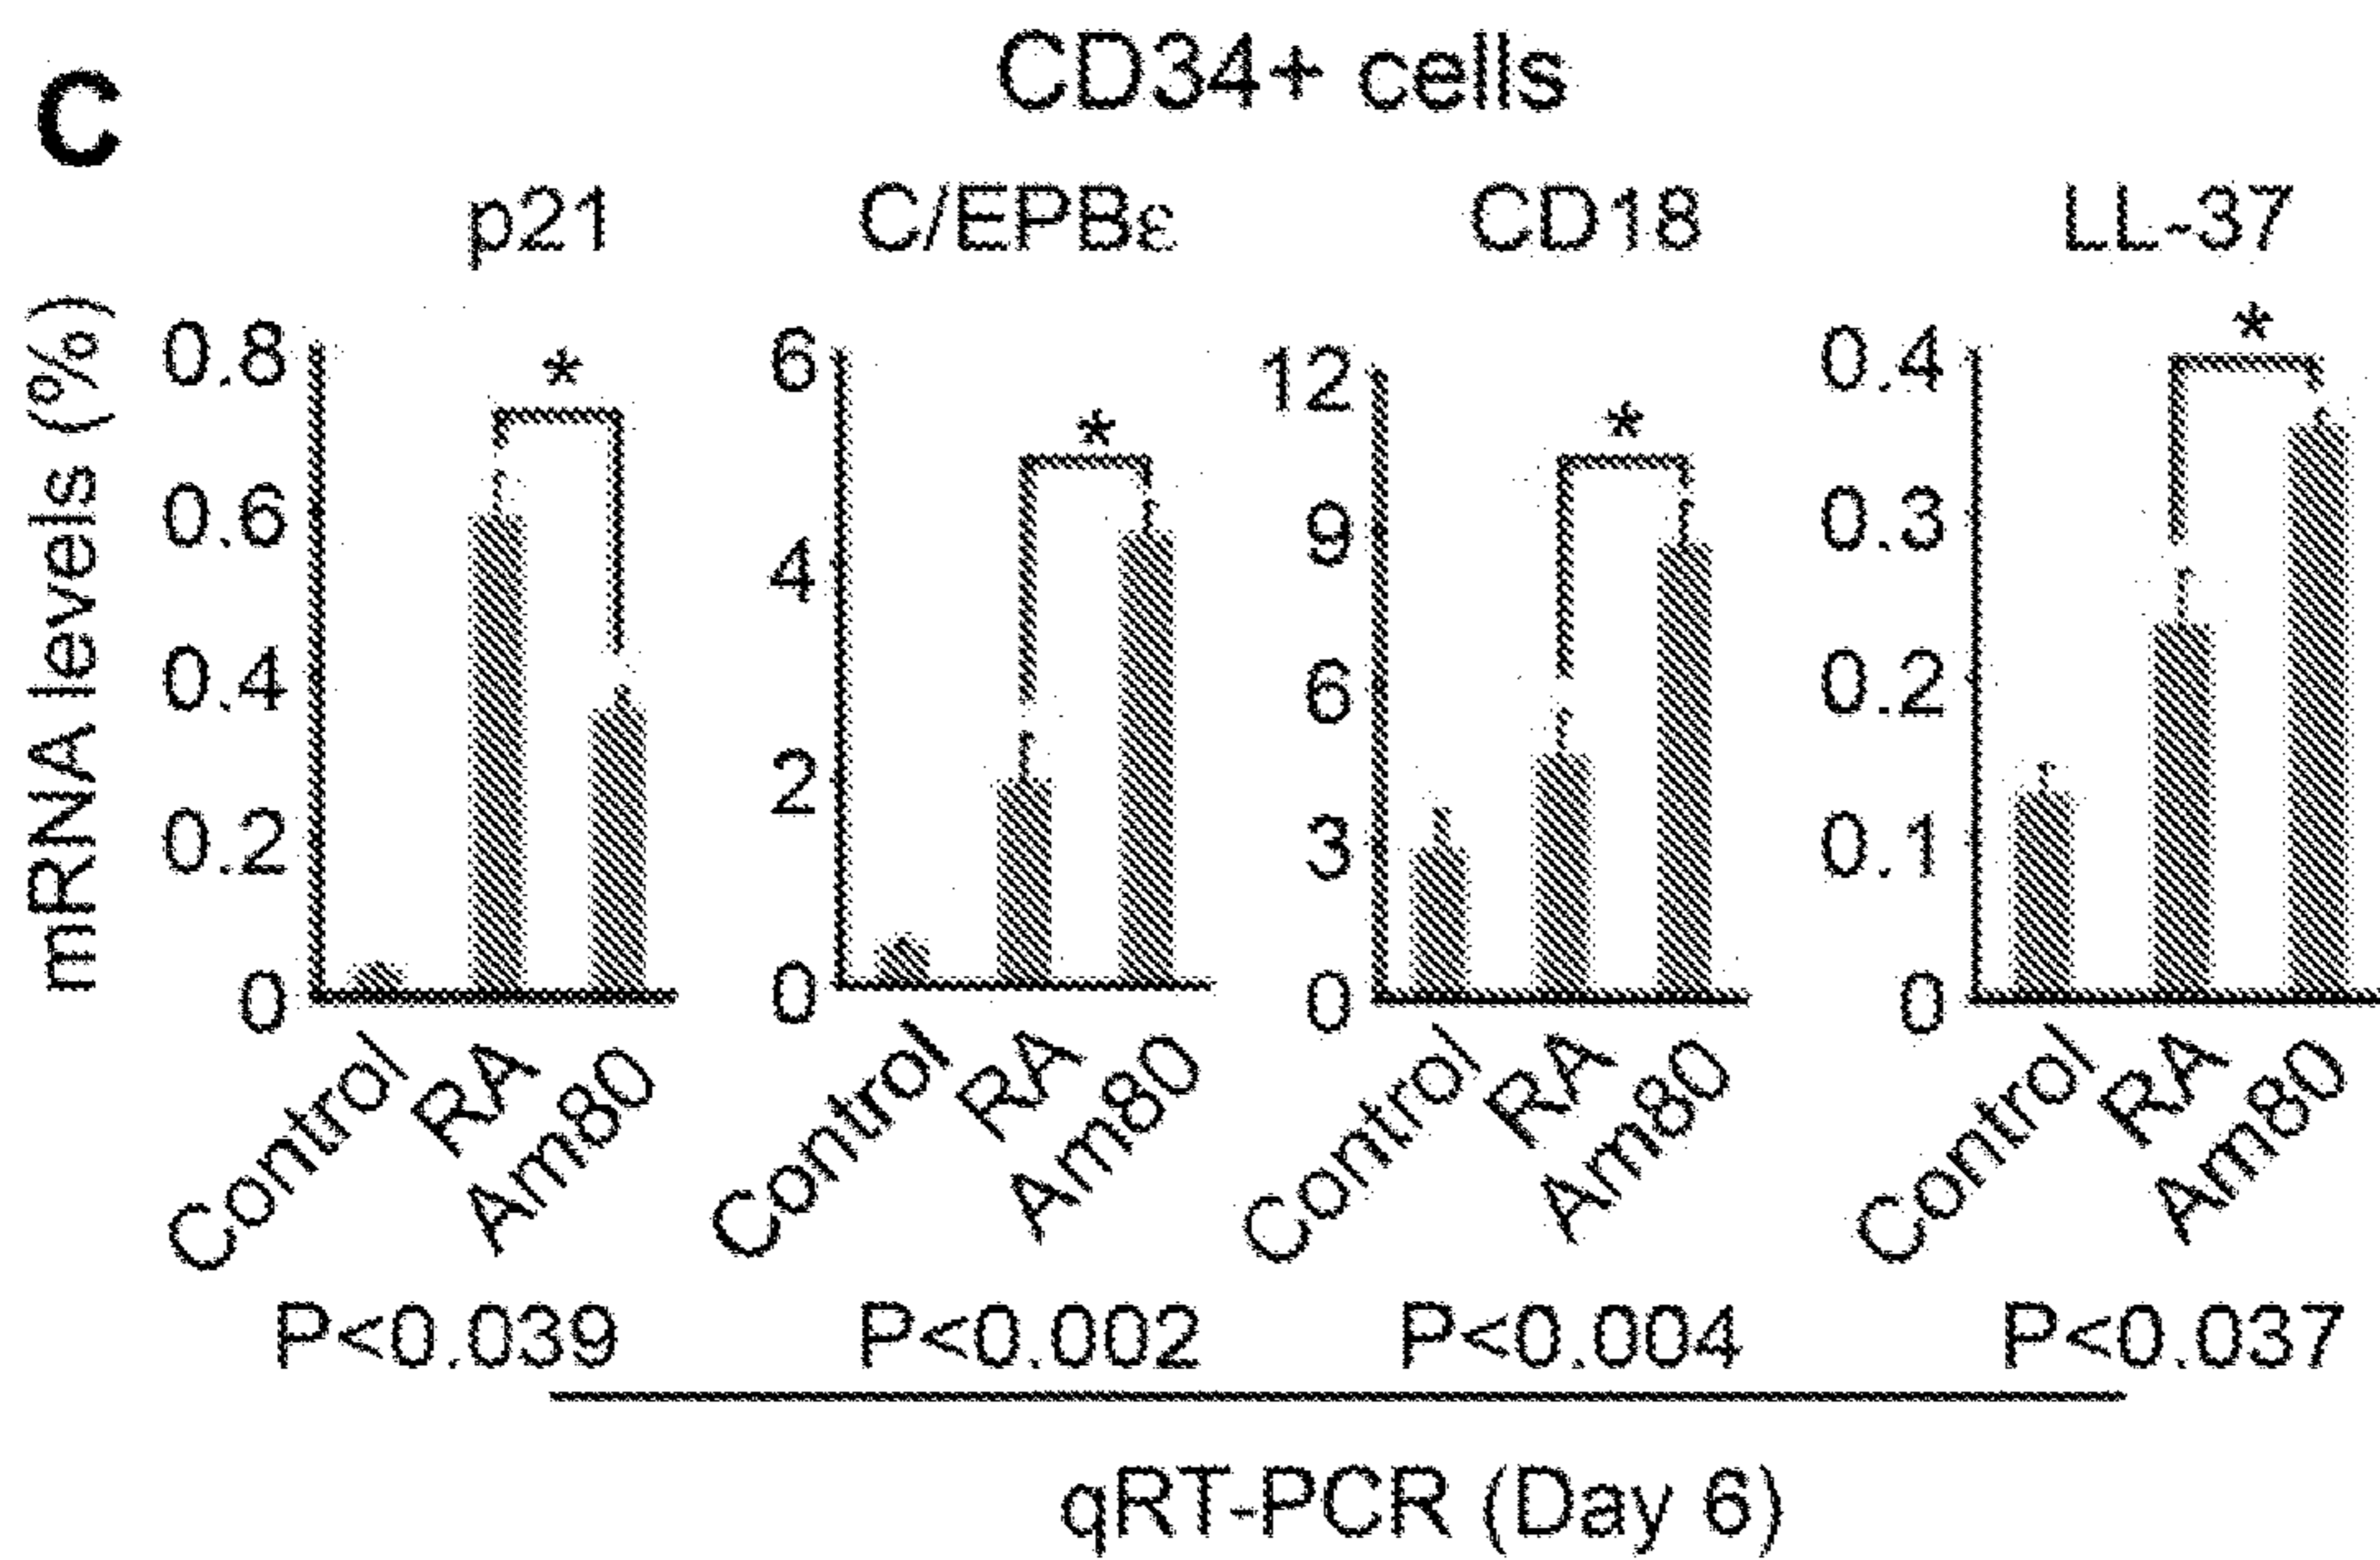 C
CD34+ cells
p21 C/EPBε CD18 LL-37
mRNA levels (%)
0.8 0.6 0.4 0.2 0
*
6 4 2 0
*
12 9 6 3 0
*
0.4 0.3 0.2 0.1 0
*
Control RA Am80 Control RA Am80 Control RA Am80 Control RA Am80
P<0.039 P<0.002 P<0.004 P<0.037
qRT-PCR (Day 6)